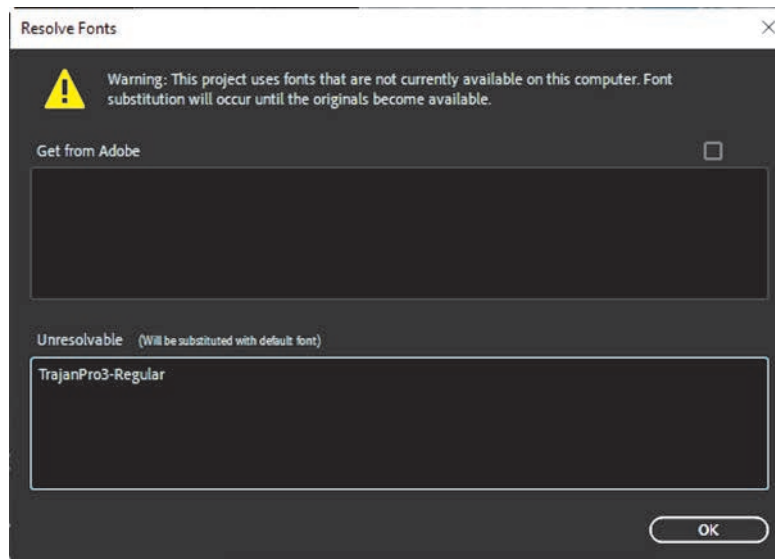 Resolve Fonts
Warning: This project uses fonts that are not currently available on this computer. Font
substitution will occur until the originals become available.
Get from Adobe
Unresolvable (Will be substituted with default font)
TrajanPro3-Regular
OK